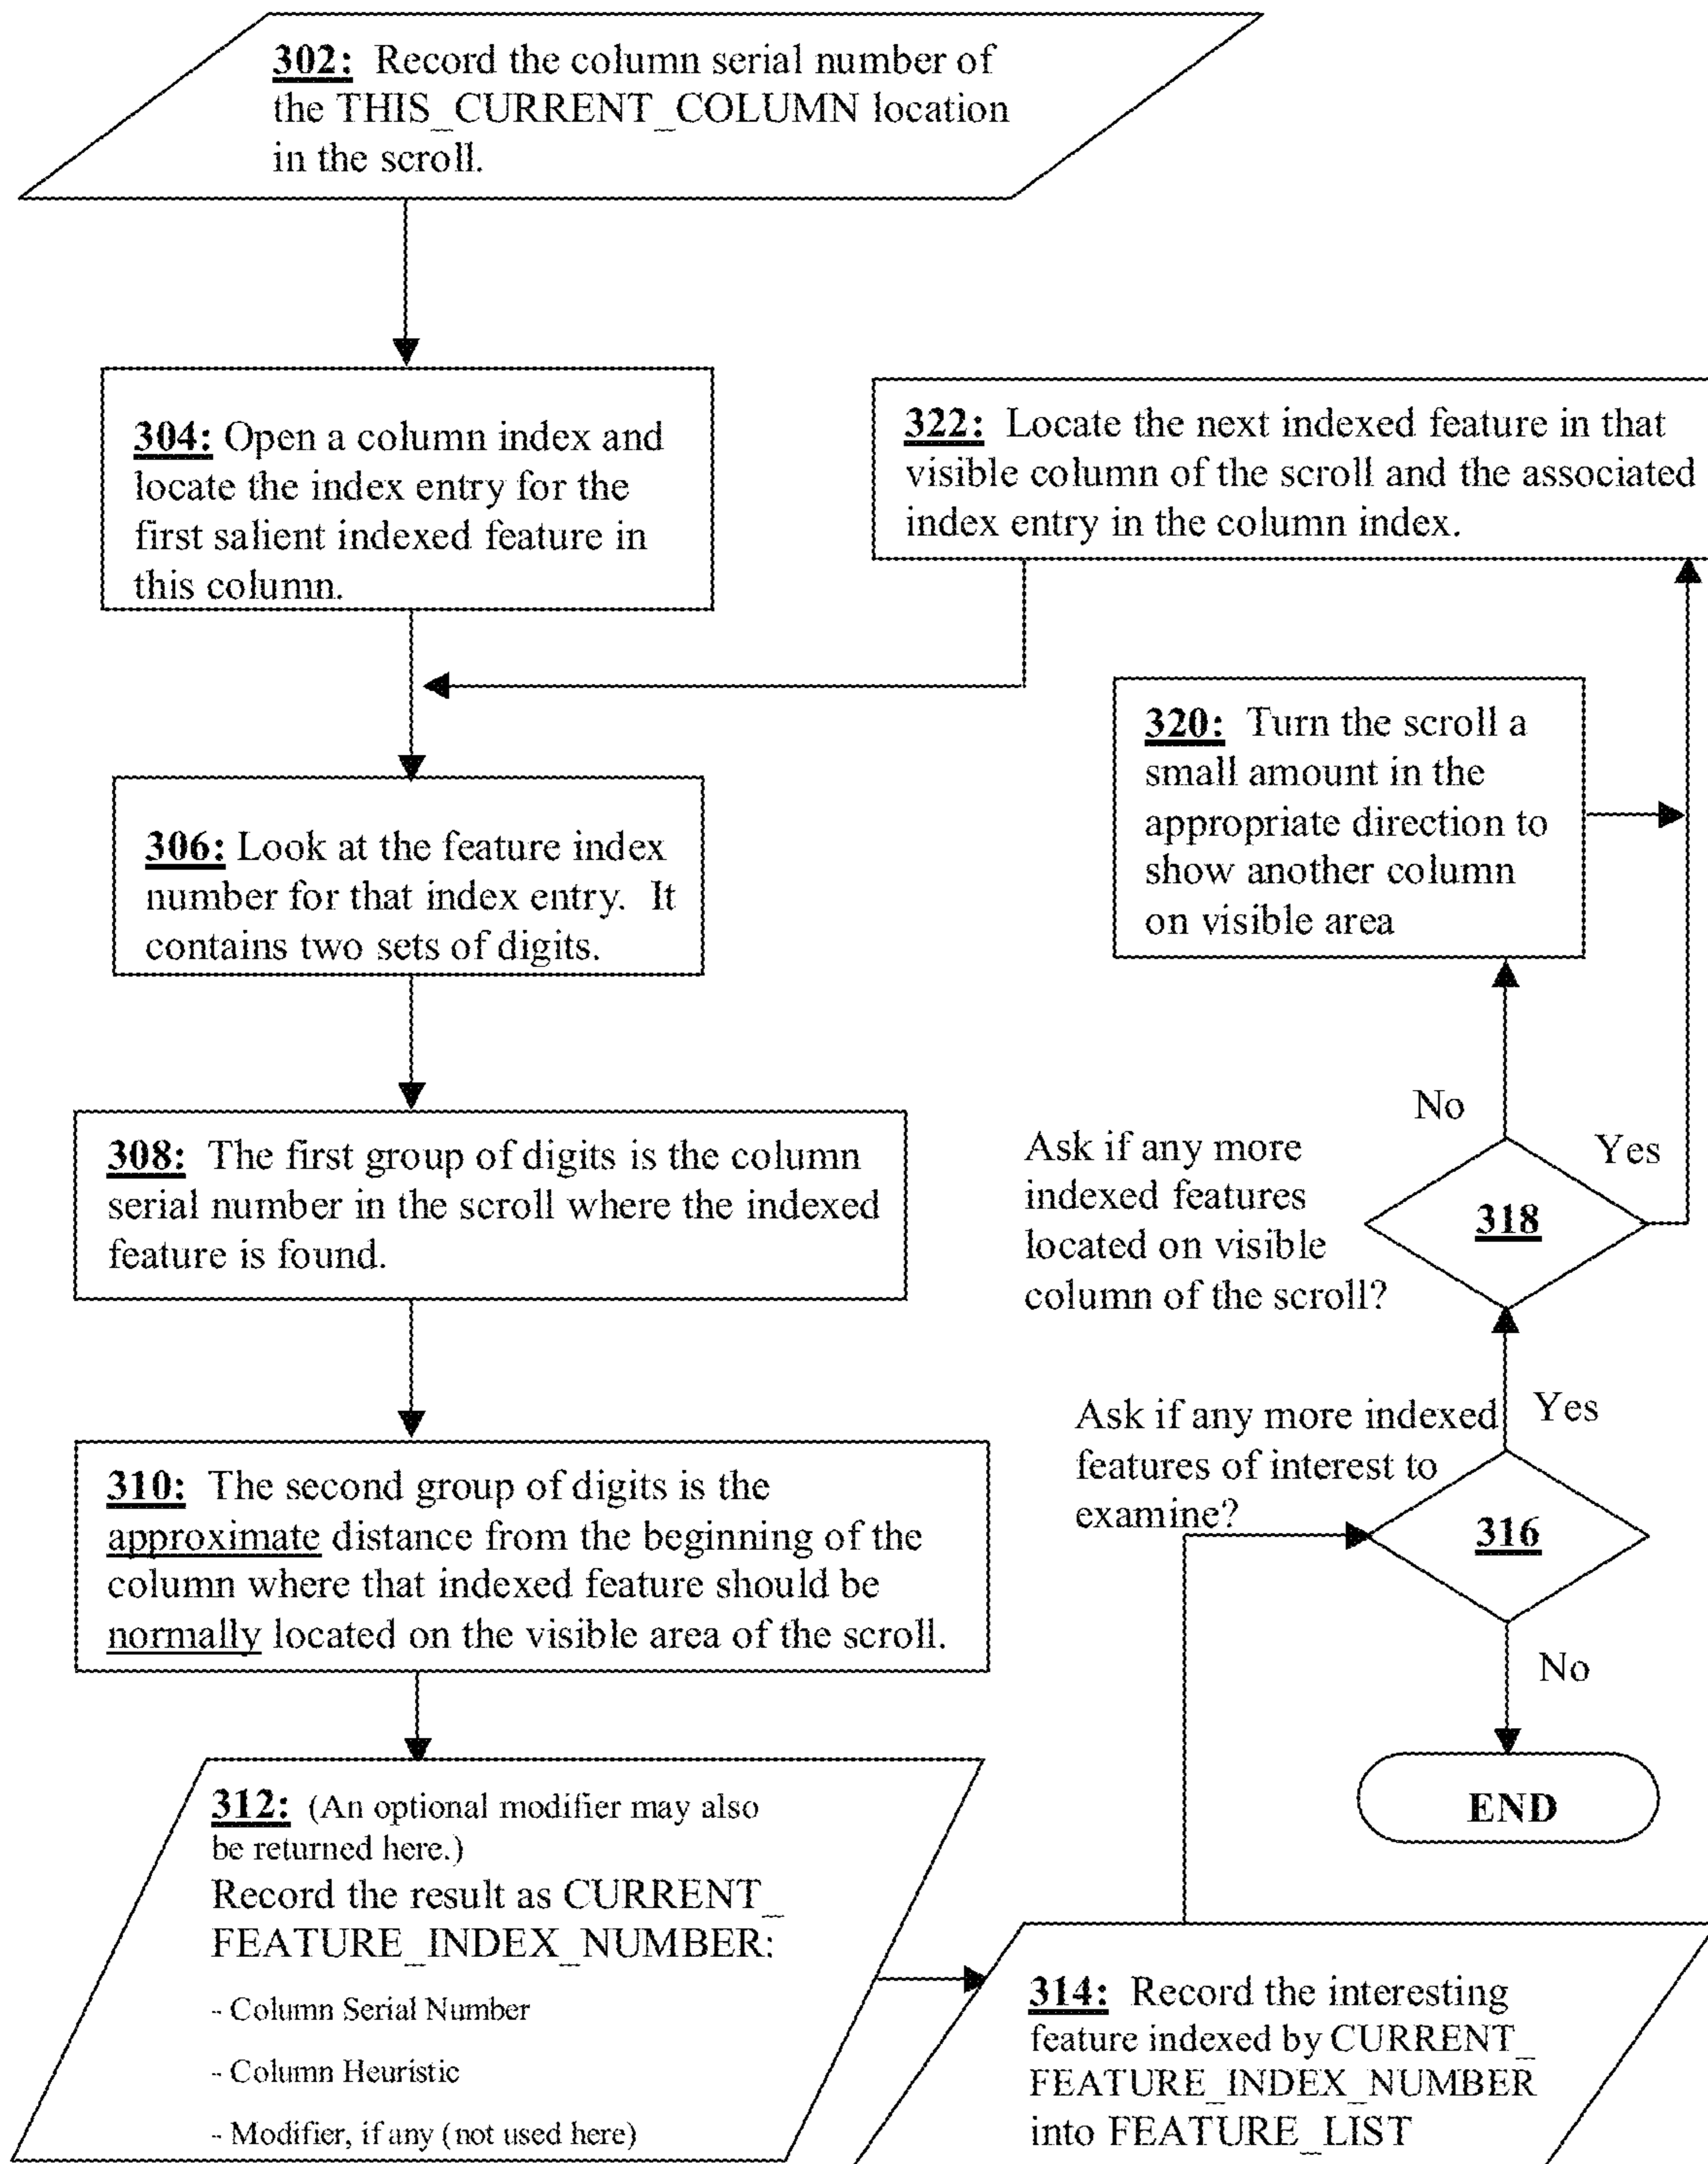 302: Record the column serial number of
the THIS_CURRENT_COLUMN location
in the scroll.
304: Open a column index and
locate the index entry for the
first salient indexed feature in
this column.
322: Locate the next indexed feature in that
visible column of the scroll and the associated
index entry in the column index.
320: Turn the scroll a
small amount in the
appropriate direction to
show another column
on visible area
306: Look at the feature index
number for that index entry. It
contains two sets of digits.
No
Yes
Ask if any more
indexed features
located on visible
column of the scroll?
318
308: The first group of digits is the column
serial number in the scroll where the indexed
feature is found.
Yes
Ask if any more indexed
features of interest to
examine?
316
310: The second group of digits is the
approximate distance from the beginning of the
column where that indexed feature should be
normally located on the visible area of the scroll.
No
END
312: (An optional modifier may also
be returned here.)
Record the result as CURRENT_
FEATURE_INDEX_NUMBER:
- Column Serial Number
- Column Heuristic
- Modifier, if any (not used here)
314: Record the interesting
feature indexed by CURRENT_
FEATURE_INDEX_NUMBER
into FEATURE_LIST